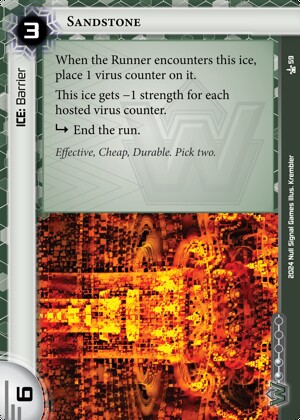 3
SANDSTONE
ICE: Barrier
When the Runner encounters this ice,
place 1 virus counter on it.
This ice gets −1 strength for each
hosted virus counter.
↳ End the run.
Effective, Cheap, Durable. Pick two.
59
2024 Null Signal Games Illus. Krembler
6